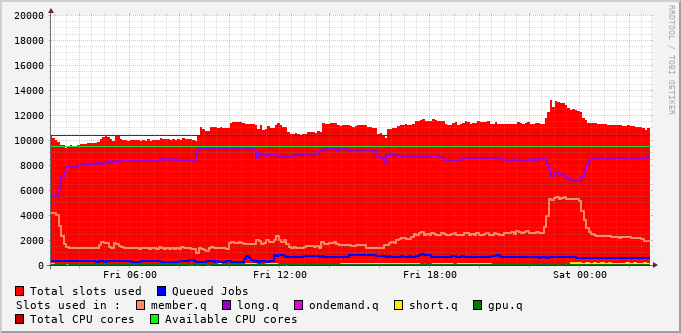 20000
18000
16000
14000
12000
10000
8000
6000
4000
2000
0
Fri 06:00 Fri 12:00 Fri 18:00 Sat 00:00
RRDTOOL / TOBI OETIKER
Total slots used Queued Jobs
Slots used in : member.q long.q ondemand.q short.q gpu.q
Total CPU cores Available CPU cores